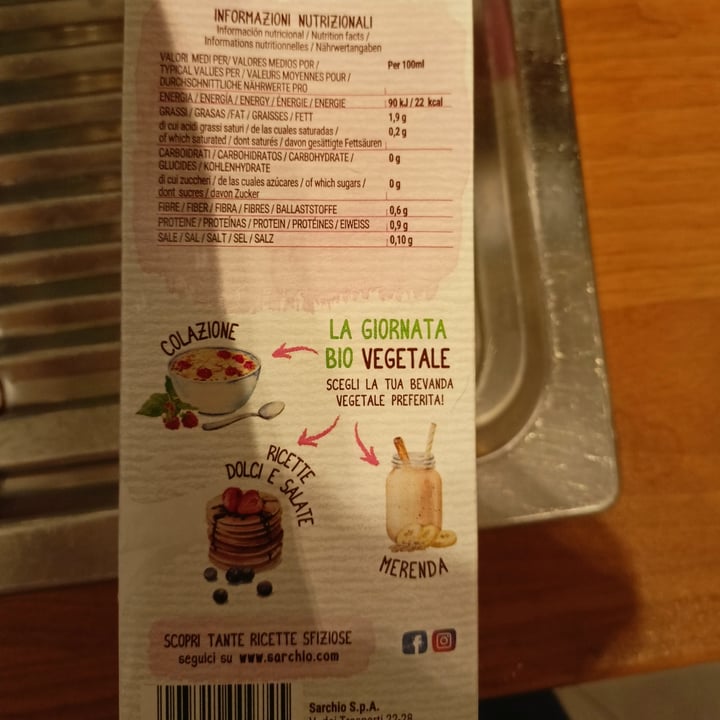 INFORMAZIONI NUTRIZIONALI
Información nutricional / Nutrition facts /
Informations nutritionnelles / Nährwertangaben
VALORI MEDI PER/ VALORES MEDIOS POR /
TYPICAL VALUES PER / VALEURS MOYENNES POUR /
DURCHSCHNITTLICHE NÄHRWERTE PRO
Per 100ml
ENERGIA / ENERGÍA / ENERGY / ÉNERGIE / ENERGIE 90 kJ / 22 kcal
GRASSI / GRASAS /FAT / GRAISSES / FETT 1,9 g
di cui acidi grassi saturi / de las cuales saturadas /
of which saturated / dont saturés / davon gesättigte Fettsäuren
0,2 g
CARBOIDRATI / CARBOHIDRATOS / CARBOHYDRATE /
GLUCIDES / KOHLENHYDRATE
0 g
di cui zuccheri / de las cuales azúcares / of which sugars /
dont sucres / davon Zucker
0 g
FIBRE / FIBER / FIBRA / FIBRES / BALLASTSTOFFE 0,6 g
PROTEINE / PROTEÍNAS / PROTEIN / PROTÉINES / EIWEISS 0,9 g
SALE / SAL / SALT / SEL / SALZ 0,10 g
COLAZIONE
LA GIORNATA
BIO VEGETALE
SCEGLI LA TUA BEVANDA
VEGETALE PREFERITA!
RICETTE
DOLCI E SALATE
MERENDA
SCOPRI TANTE RICETTE SFIZIOSE
seguici su www.sarchio.com
Sarchio S.p.A.
V. dei Trasporti 22-28